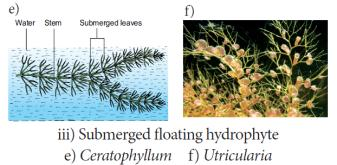 e)
f)
Water Stem Submerged leaves
iii) Submerged floating hydrophyte
e) Ceratophyllum f) Utricularia